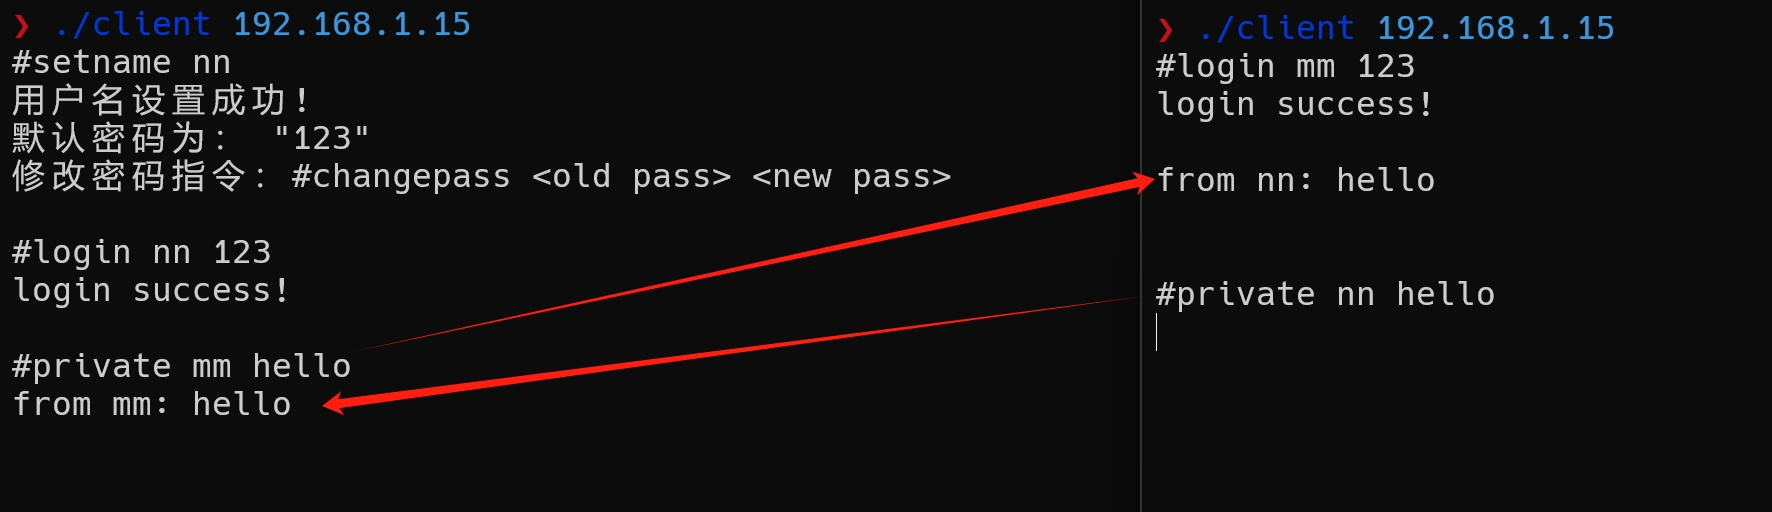 ❯ ./client 192.168.1.15
#setname nn
用户名设置成功！
默认密码为： "123"
修改密码指令：#changepass <old pass> <new pass>
#login nn 123
login success!
#private mm hello
from mm: hello
❯ ./client 192.168.1.15
#login mm 123
login success!
from nn: hello
#private nn hello